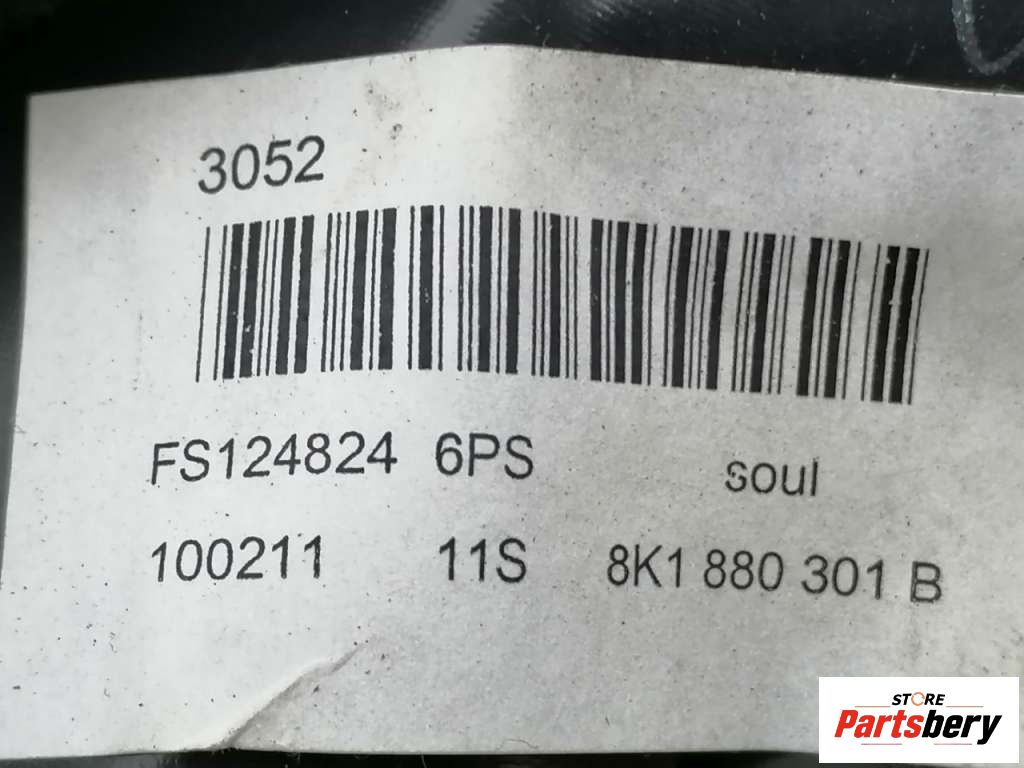 3052
FS124824 6PS soul
100211 11S 8K1 880 301 B
STORE
Partsbery